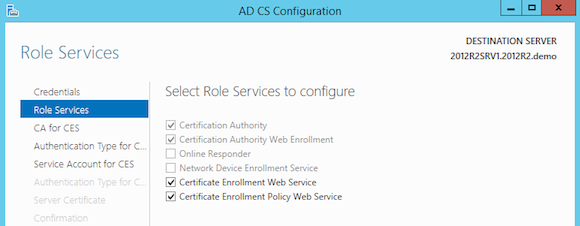 AD CS Configuration
Role Services
DESTINATION SERVER
2012R2SRV1.2012R2.demo
Credentials
Role Services
CA for CES
Authentication Type for C...
Service Account for CES
Authentication Type for C...
Server Certificate
Confirmation
Select Role Services to configure
Certification Authority
Certification Authority Web Enrollment
Online Responder
Network Device Enrollment Service
Certificate Enrollment Web Service
Certificate Enrollment Policy Web Service